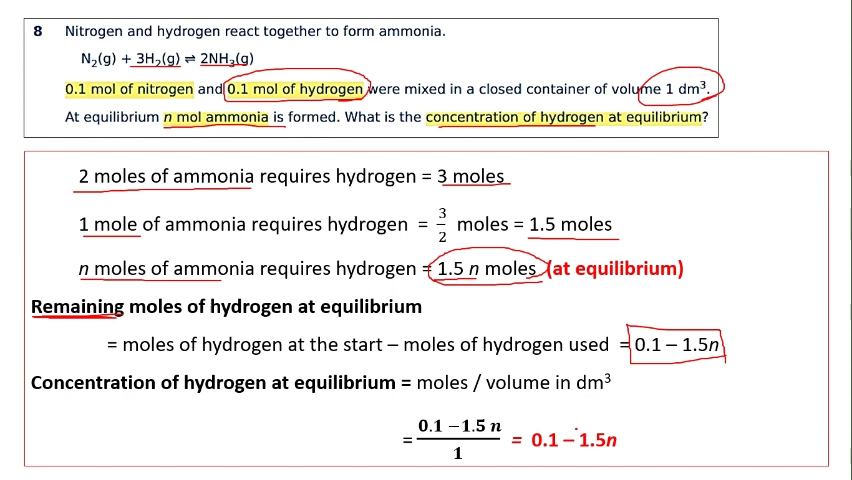 8 Nitrogen and hydrogen react together to form ammonia.
N₂(g) + 3H₂(g) ⇌ 2NH₃(g)
0.1 mol of nitrogen and 0.1 mol of hydrogen were mixed in a closed container of volume 1 dm³.
At equilibrium n mol ammonia is formed. What is the concentration of hydrogen at equilibrium?
2 moles of ammonia requires hydrogen = 3 moles
1 mole of ammonia requires hydrogen = 3/2 moles = 1.5 moles
n moles of ammonia requires hydrogen = 1.5 n moles (at equilibrium)
Remaining moles of hydrogen at equilibrium
= moles of hydrogen at the start – moles of hydrogen used = 0.1 – 1.5n
Concentration of hydrogen at equilibrium = moles / volume in dm³
= 0.1 –1.5 n / 1 = 0.1 – 1.5n